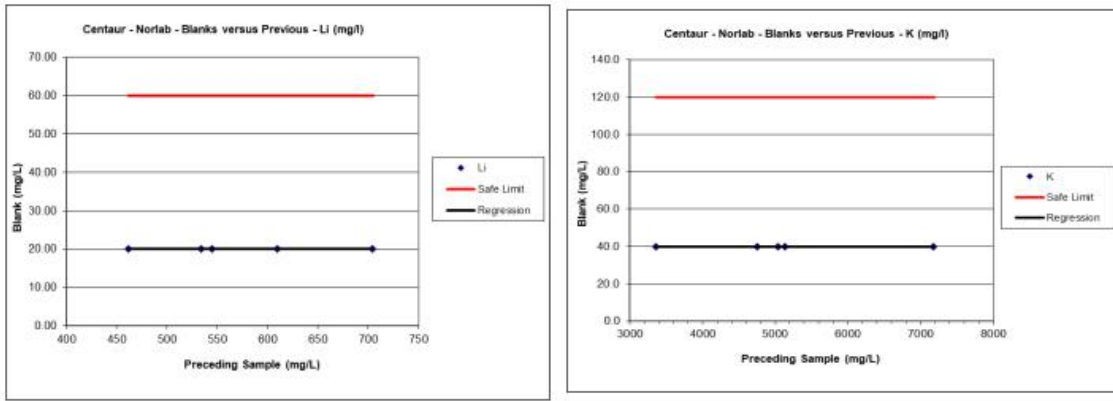 Centaur - Norlab - Blanks versus Previous - Li (mg/l)
70.00
60.00
50.00
40.00
30.00
20.00
10.00
0.00
Blank (mg/L)
400 450 500 550 600 650 700 750
Preceding Sample (mg/L)
Li
Safe Limit
Regression
Centaur - Norlab - Blanks versus Previous - K (mg/l)
140.0
120.0
100.0
80.0
60.0
40.0
20.0
0.0
Blank (mg/L)
3000 4000 5000 6000 7000 8000
Preceding Sample (mg/L)
K
Safe Limit
Regression